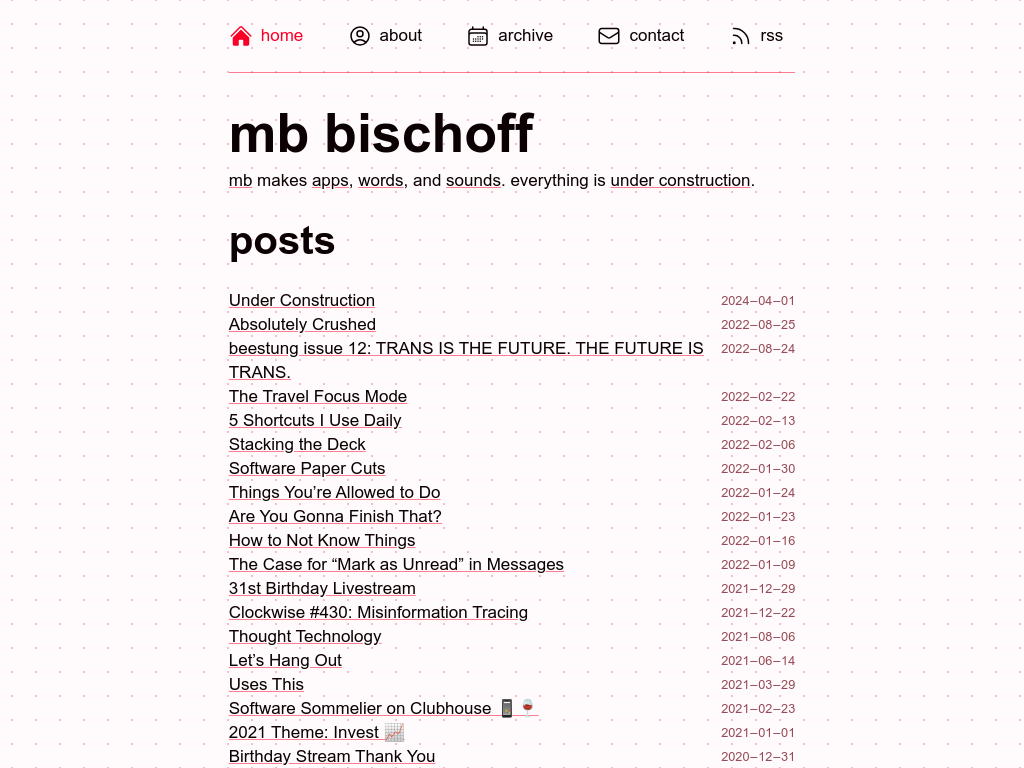 home about archive contact rss
mb bischoff
mb makes apps, words, and sounds. everything is under construction.
posts
Under Construction 2024–04–01
Absolutely Crushed 2022–08–25
beestung issue 12: TRANS IS THE FUTURE. THE FUTURE IS 2022–08–24
TRANS.
The Travel Focus Mode 2022–02–22
5 Shortcuts I Use Daily 2022–02–13
Stacking the Deck 2022–02–06
Software Paper Cuts 2022–01–30
Things You’re Allowed to Do 2022–01–24
Are You Gonna Finish That? 2022–01–23
How to Not Know Things 2022–01–16
The Case for “Mark as Unread” in Messages 2022–01–09
31st Birthday Livestream 2021–12–29
Clockwise #430: Misinformation Tracing 2021–12–22
Thought Technology 2021–08–06
Let’s Hang Out 2021–06–14
Uses This 2021–03–29
Software Sommelier on Clubhouse 📱🍷 2021–02–23
2021 Theme: Invest 📈 2021–01–01
Birthday Stream Thank You 2020–12–31